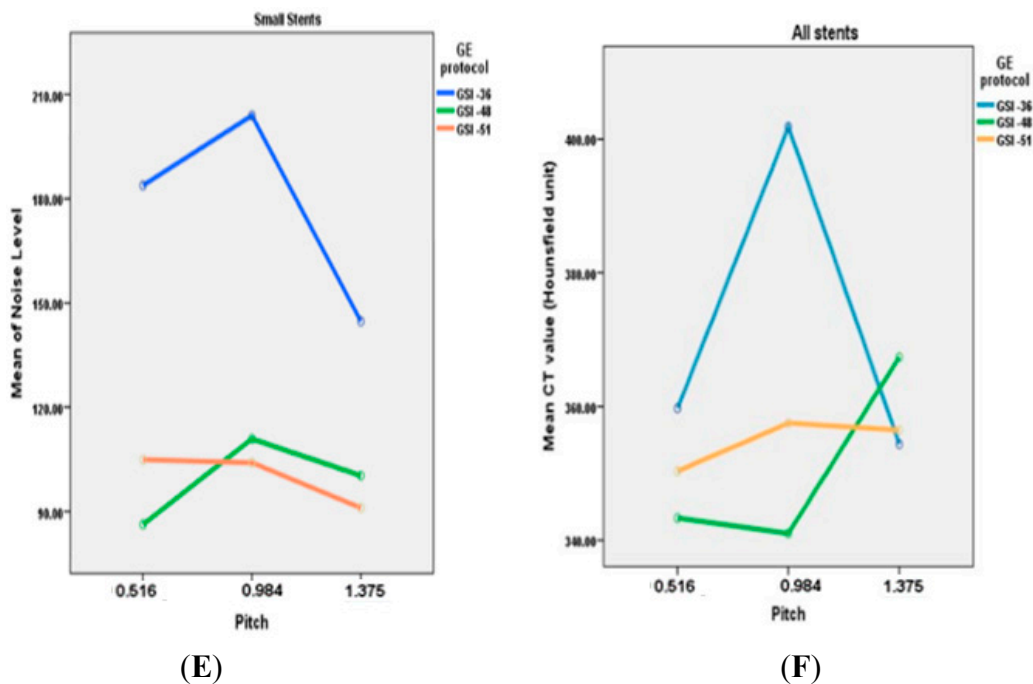 Small Stents
GE
protocol
GSI -36
GSI -48
GSI -51
210.00
180.00
150.00
120.00
90.00
Mean of Noise Level
0.516 0.984 1.375
Pitch
(E)
All stents
GE
protocol
GSI -36
GSI -48
GSI -51
400.00
380.00
360.00
340.00
Mean CT value (Hounsfield unit)
0.516 0.984 1.375
Pitch
(F)